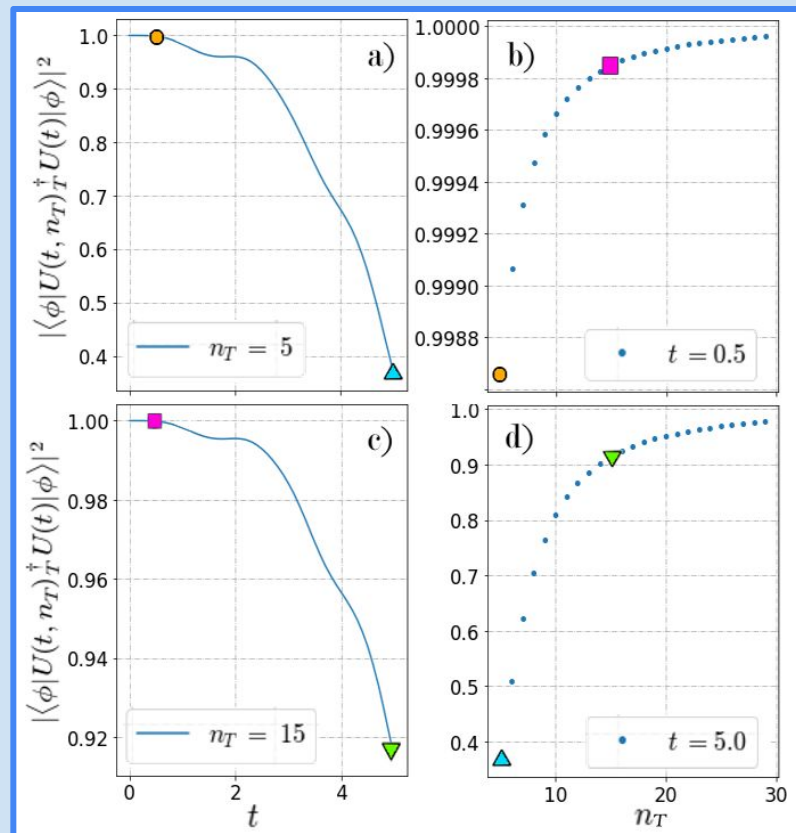 |⟨ϕ|U(t, n_T)†_T U(t)|ϕ⟩|²
1.0
0.9
0.8
0.7
0.6
0.5
0.4
a)
n_T = 5
1.0000
0.9998
0.9996
0.9994
0.9992
0.9990
0.9988
b)
t = 0.5
|⟨ϕ|U(t, n_T)†_T U(t)|ϕ⟩|²
1.00
0.98
0.96
0.94
0.92
c)
n_T = 15
0
2
4
t
1.0
0.9
0.8
0.7
0.6
0.5
0.4
d)
t = 5.0
10
20
30
n_T